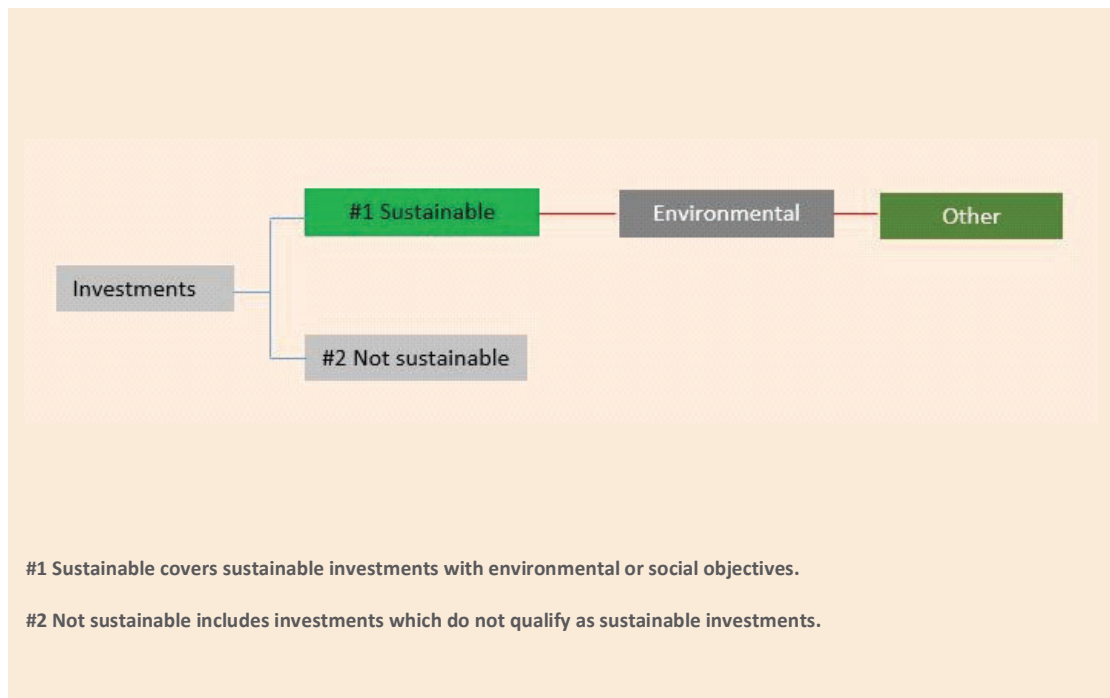 #1 Sustainable
Environmental
Other
Investments
#2 Not sustainable
#1 Sustainable covers sustainable investments with environmental or social objectives.
#2 Not sustainable includes investments which do not qualify as sustainable investments.